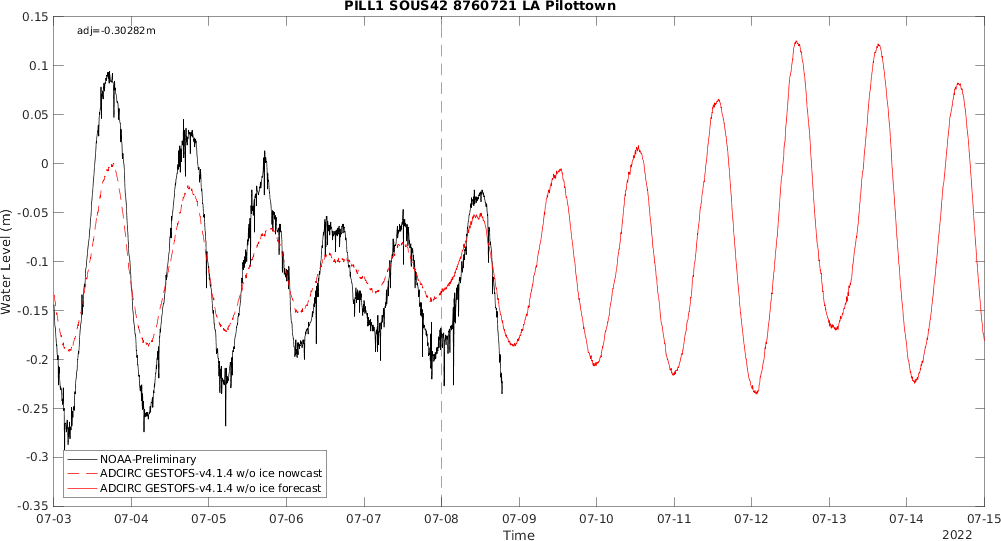 PILL1 SOUS42 8760721 LA Pilottown
adj=-0.30282m
0.15
0.1
0.05
0
-0.05
-0.1
-0.15
-0.2
-0.25
-0.3
-0.35
Water Level (m)
NOAA-Preliminary
ADCIRC GESTOFS-v4.1.4 w/o ice nowcast
ADCIRC GESTOFS-v4.1.4 w/o ice forecast
07-03 07-04 07-05 07-06 07-07 07-08 07-09 07-10 07-11 07-12 07-13 07-14 07-15
Time
2022